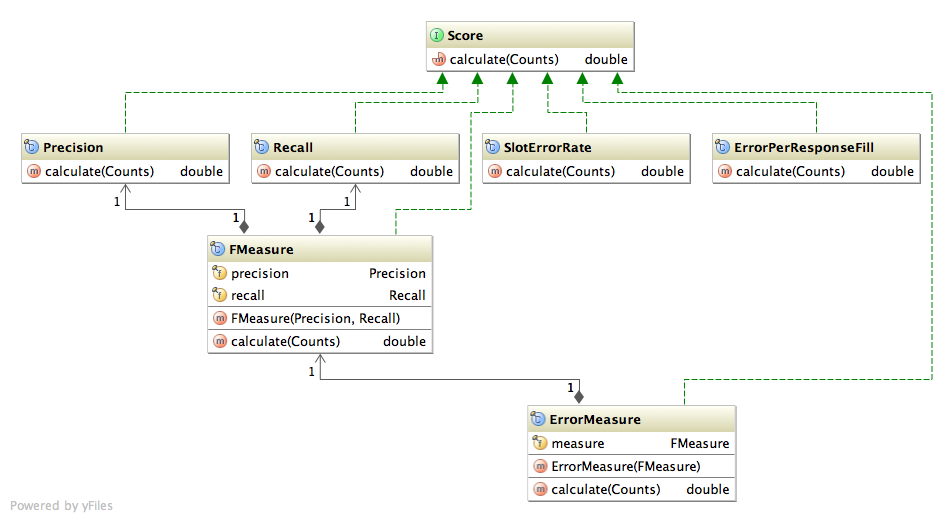 Score
calculate(Counts) double
Precision
calculate(Counts) double
Recall
calculate(Counts) double
SlotErrorRate
calculate(Counts) double
ErrorPerResponseFill
calculate(Counts) double
1
1
1
1
FMeasure
precision Precision
recall Recall
FMeasure(Precision, Recall)
calculate(Counts) double
1
1
ErrorMeasure
measure FMeasure
ErrorMeasure(FMeasure)
calculate(Counts) double
Powered by yFiles